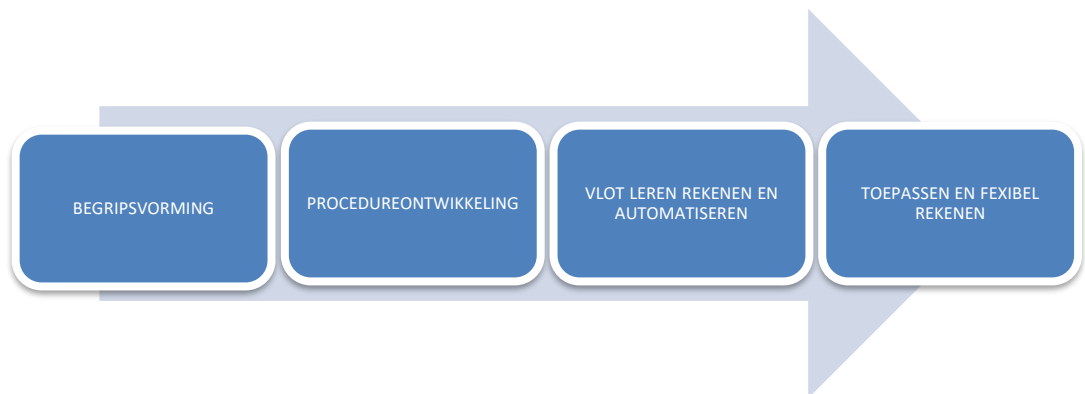 BEGRIPSVORMING
PROCEDUREONTWIKKELING
VLOT LEREN REKENEN EN
AUTOMATISEREN
TOEPASSEN EN FEXIBEL
REKENEN